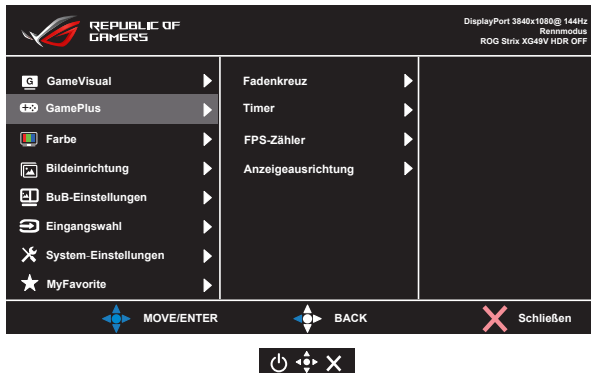 REPUBLIC OF
GAMERS
DisplayPort 3840x1080@ 144Hz
Rennmodus
ROG Strix XG49V HDR OFF
G GameVisual
GamePlus
Farbe
Bildeinrichtung
BuB-Einstellungen
Eingangswahl
System-Einstellungen
MyFavorite
Fadenkreuz
Timer
FPS-Zähler
Anzeigeausrichtung
MOVE/ENTER
BACK
Schließen